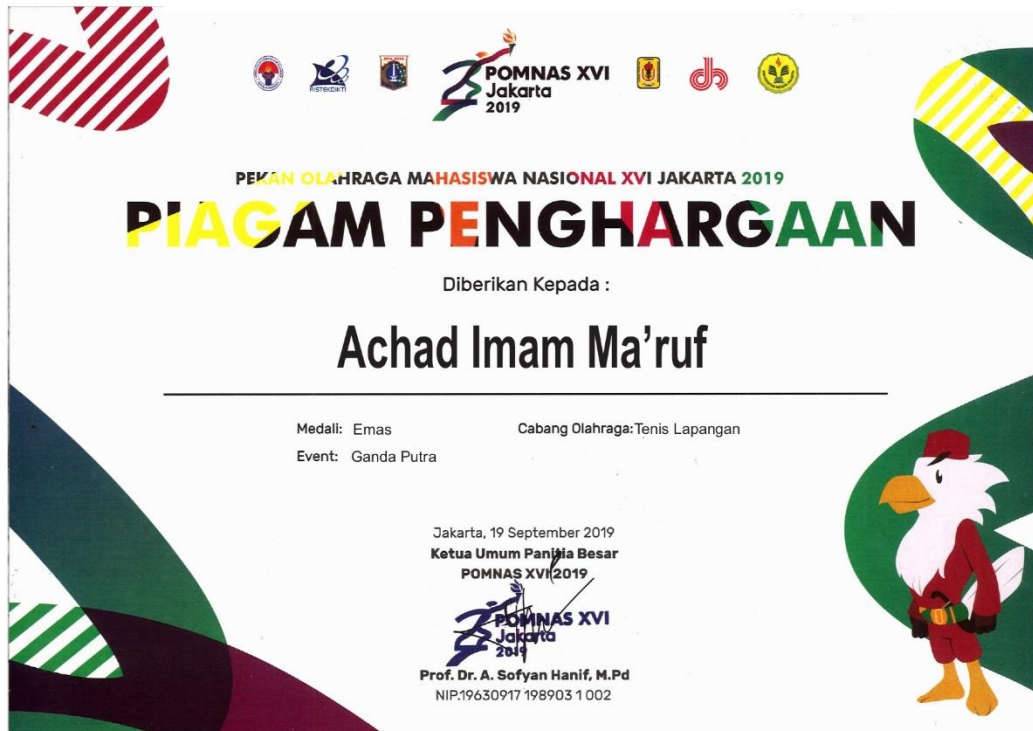 RISTEKDIKTI
POMNAS XVI
Jakarta
2019
PEKAN OLAHRAGA MAHASISWA NASIONAL XVI JAKARTA 2019
PIAGAM PENGHARGAAN
Diberikan Kepada :
Achad Imam Ma'ruf
Medali: Emas Cabang Olahraga: Tenis Lapangan
Event: Ganda Putra
Jakarta, 19 September 2019
Ketua Umum Panitia Besar
POMNAS XVI 2019
POMNAS XVI
Jakarta
2019
Prof. Dr. A. Sofyan Hanif, M.Pd
NIP.19630917 198903 1 002